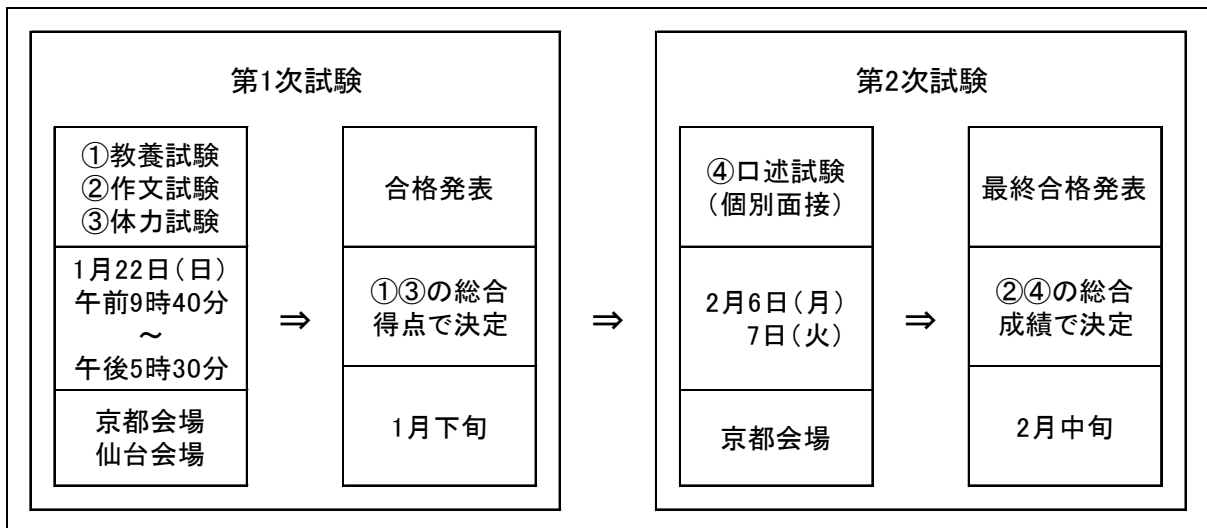 第1次試験
①教養試験
②作文試験
③体力試験
1月22日（日）
午前9時40分
～
午後5時30分
京都会場
仙台会場
⇒
合格発表
①③の総合
得点で決定
1月下旬
⇒
第2次試験
④口述試験
（個別面接）
2月6日（月）
7日（火）
京都会場
⇒
最終合格発表
②④の総合
成績で決定
2月中旬